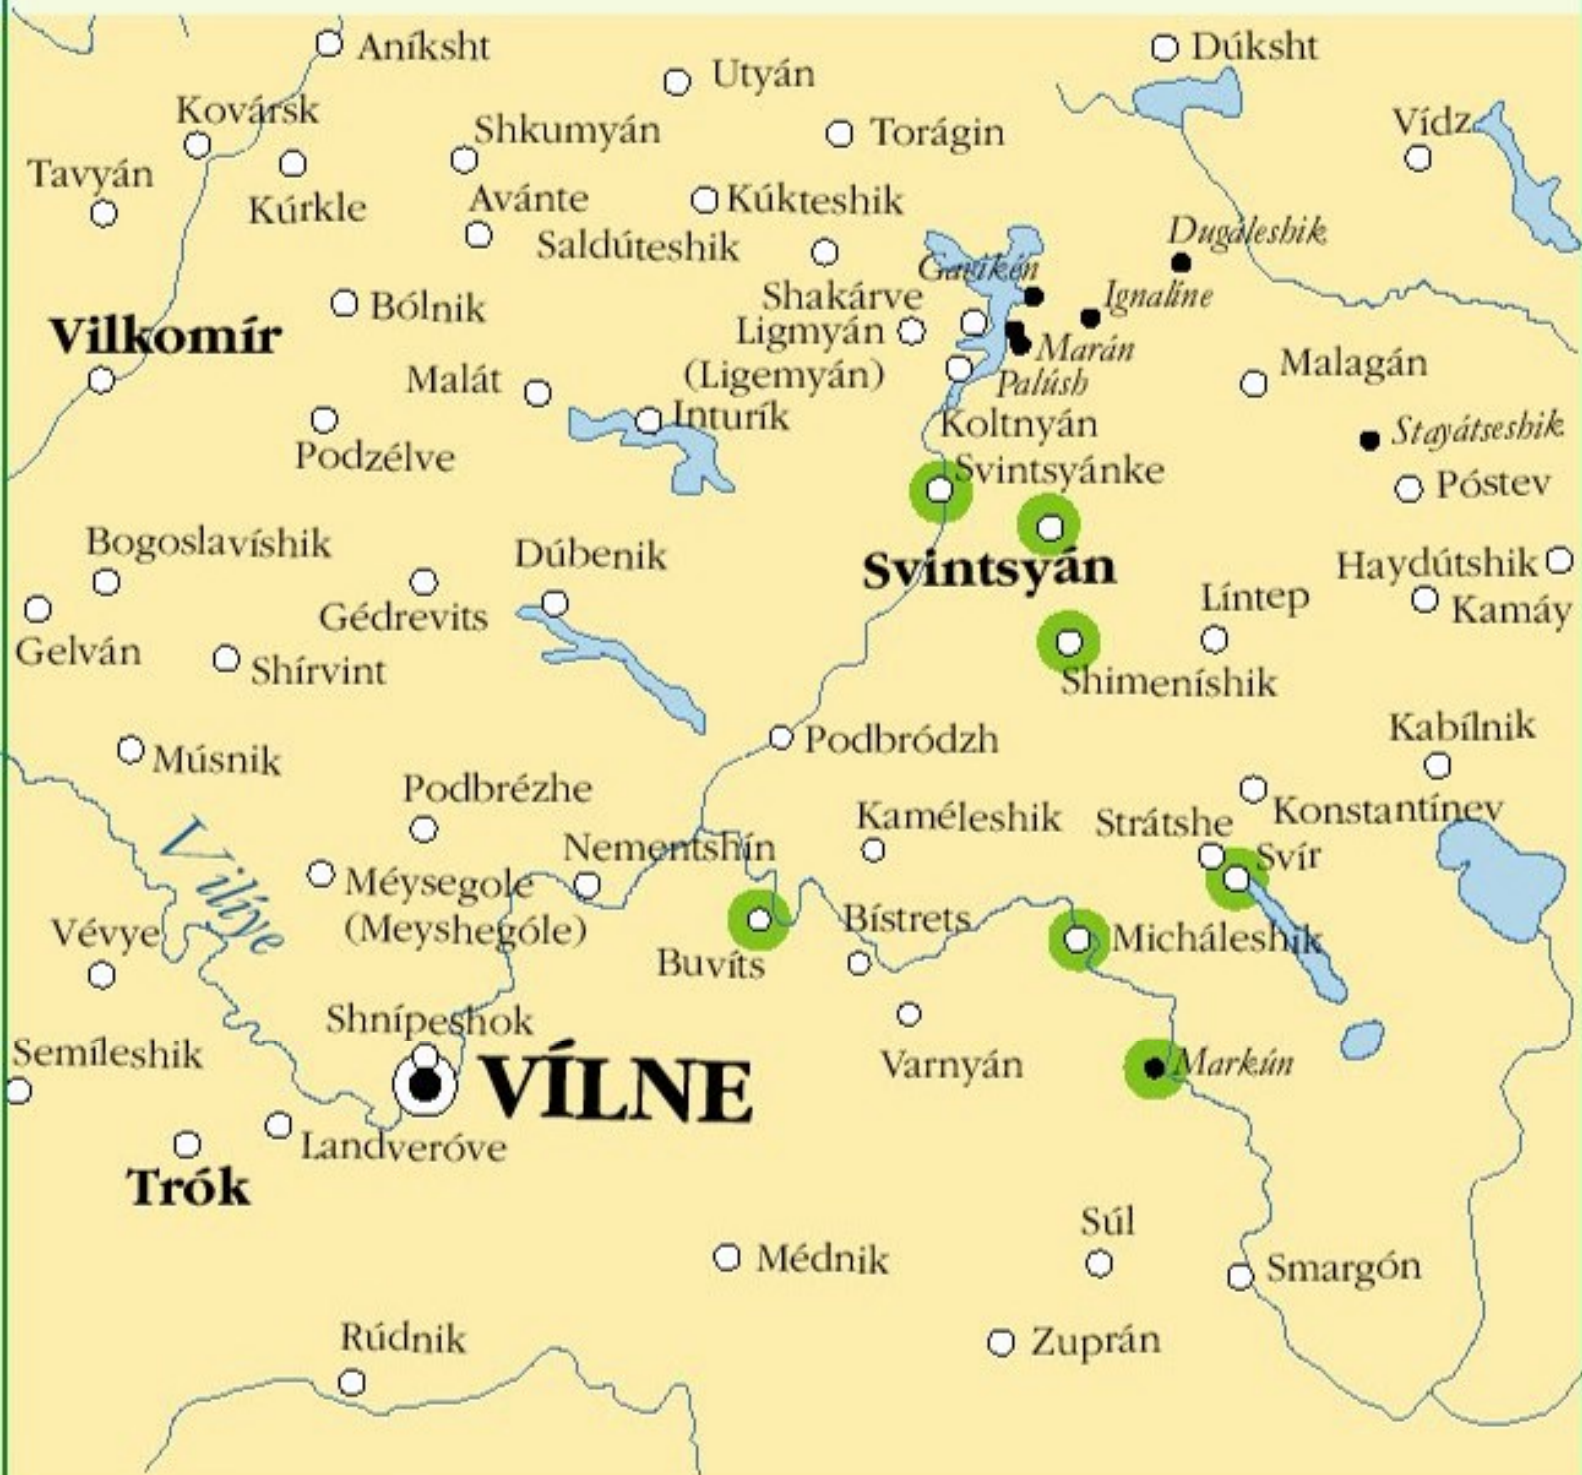 Aníksht
Dúksht
Utyán
Kovársk
Vídz
Shkumyán
Torágin
Tavyán
Kúrkle
Avánte
Kúkteshik
Dugáleshik
Saldúteshik
Gavikén
Shakárve
Ignalíne
Bólnik
Vilkomír
Ligmyán
(Ligemyán)
Marán
Malagán
Malát
Palúsh
Inturík
Koltnyán
Stayátseshik
Podzélve
Svintsyánke
Póstev
Bogoslavíshik
Dúbenik
Svintsyán
Haydútshik
Líntep
Kamáy
Gédrevits
Gelván
Shírvint
Shimeníshik
Kabílnik
Podbródzh
Músnik
Podbrézhe
Konstantínev
Kaméleshik
Strátshe
Nementshín
Svír
Vilíye
Méysegole
(Meyshególe)
Vévye
Bístrets
Micháleshik
Buvíts
Shnípeshok
Semíleshik
Varnyán
Markún
VÍLNE
Landveróve
Trók
Súl
Médnik
Smargón
Rúdnik
Zuprán